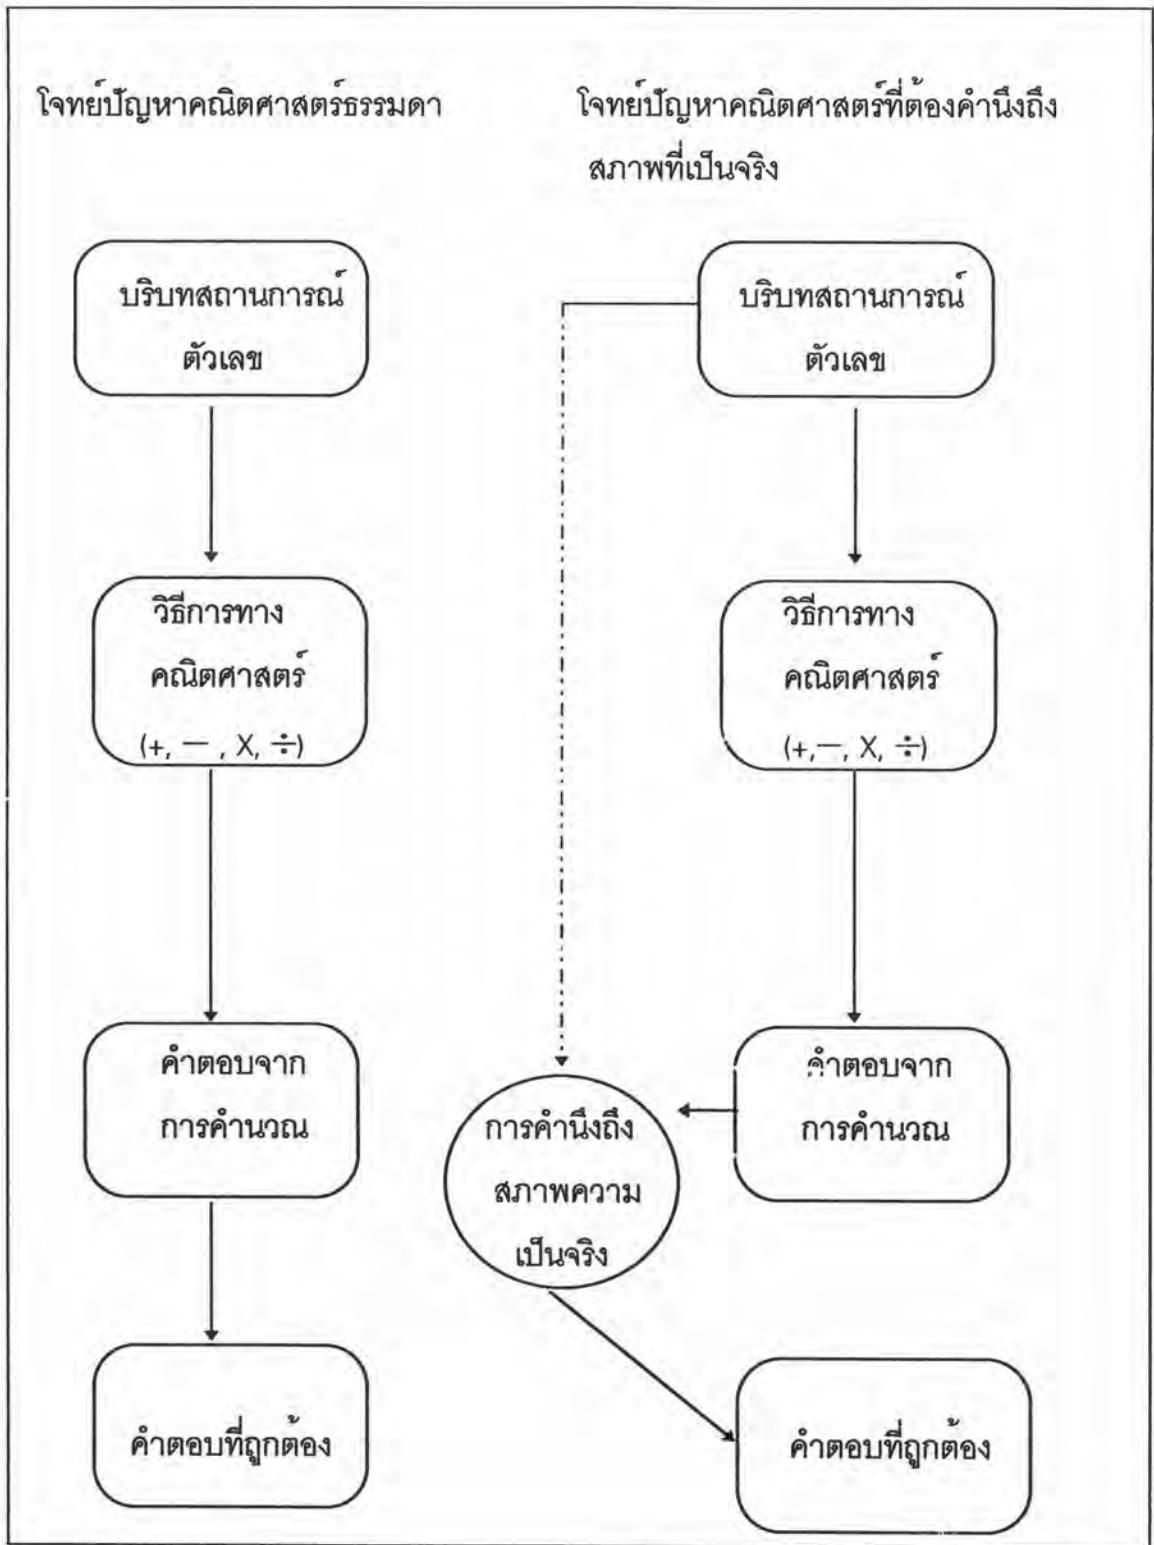 โจทย์ปัญหาคณิตศาสตร์ธรรมดา
โจทย์ปัญหาคณิตศาสตร์ที่ต้องคำนึงถึง
สภาพที่เป็นจริง
บริบทสถานการณ์
ตัวเลข
วิธีการทาง
คณิตศาสตร์
(+, — , X, ÷)
คำตอบจาก
การคำนวณ
คำตอบที่ถูกต้อง
บริบทสถานการณ์
ตัวเลข
วิธีการทาง
คณิตศาสตร์
(+,—, X, ÷)
คำตอบจาก
การคำนวณ
การคำนึงถึง
สภาพความ
เป็นจริง
คำตอบที่ถูกต้อง